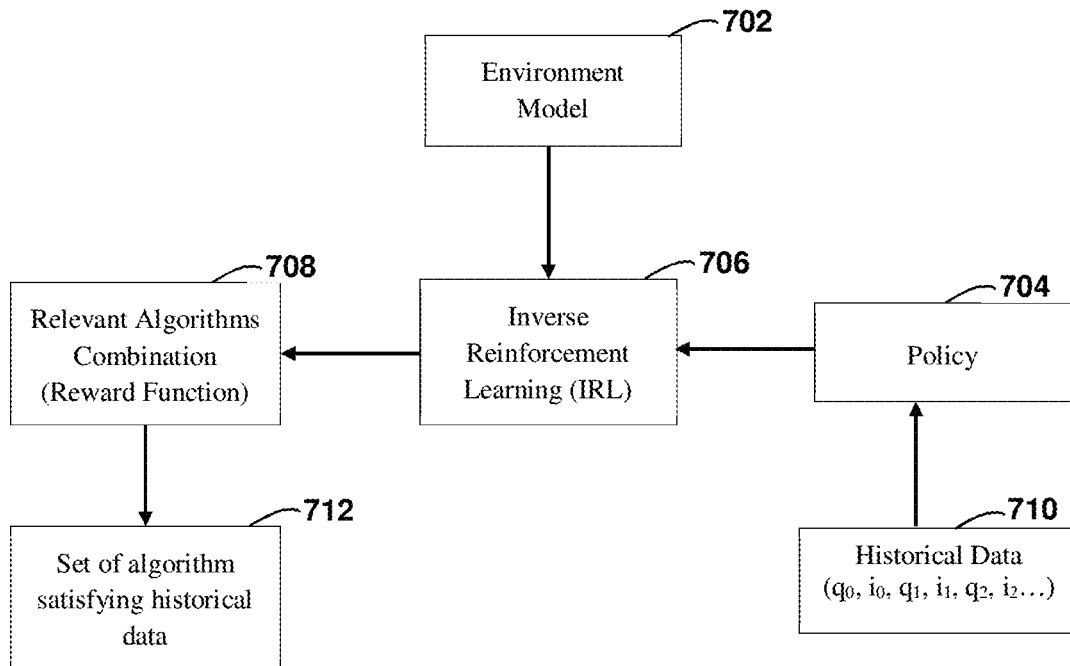 702
Environment
Model
708
Relevant Algorithms
Combination
(Reward Function)
706
Inverse
Reinforcement
Learning (IRL)
704
Policy
712
Set of algorithm
satisfying historical
data
710
Historical Data
(q₀, i₀, q₁, i₁, q₂, i₂…)